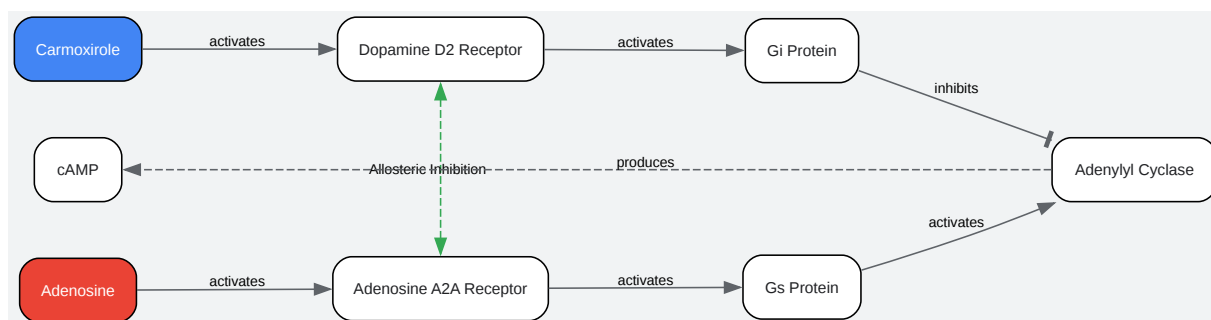 Carmoxirole
activates
Dopamine D2 Receptor
activates
Gi Protein
inhibits
cAMP
Allosteric Inhibition
produces
Adenylyl Cyclase
activates
Adenosine
activates
Adenosine A2A Receptor
activates
Gs Protein